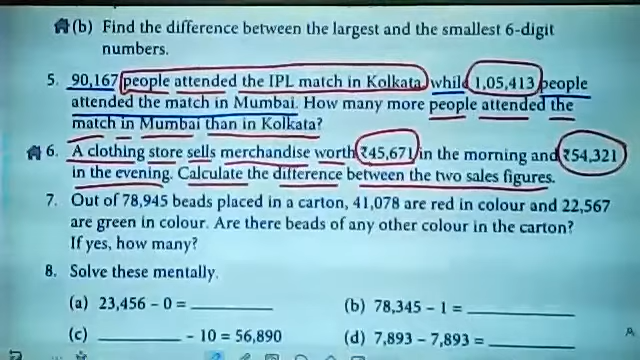 (b) Find the difference between the largest and the smallest 6-digit
numbers.
5. 90,167 people attended the IPL match in Kolkata while 1,05,413 people
attended the match in Mumbai. How many more people attended the
match in Mumbai than in Kolkata?
6. A clothing store sells merchandise worth ₹45,671 in the morning and ₹54,321
in the evening. Calculate the difference between the two sales figures.
7. Out of 78,945 beads placed in a carton, 41,078 are red in colour and 22,567
are green in colour. Are there beads of any other colour in the carton?
If yes, how many?
8. Solve these mentally.
(a) 23,456 – 0 = ________ (b) 78,345 – 1 = ________
(c) ________ – 10 = 56,890 (d) 7,893 – 7,893 = ________